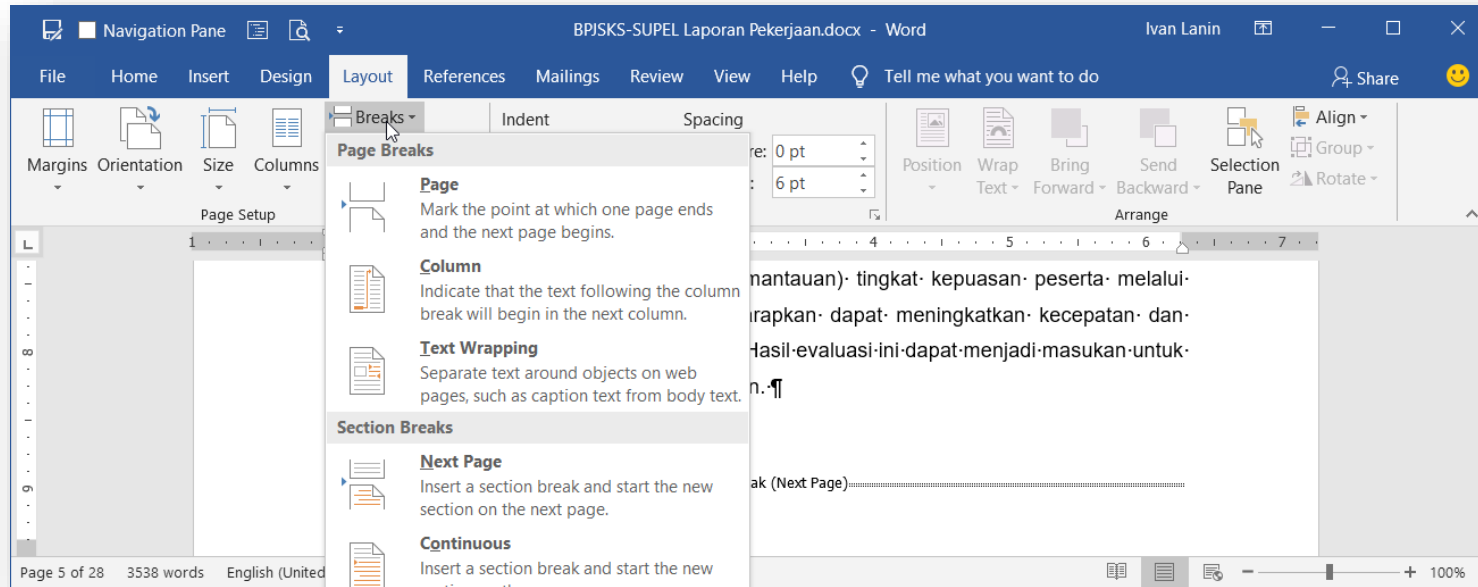 Navigation Pane BPJSKS-SUPEL Laporan Pekerjaan.docx - Word Ivan Lanin
File Home Insert Design Layout References Mailings Review View Help Tell me what you want to do Share
Breaks Indent Spacing Align
Page Breaks
Page
Mark the point at which one page ends
and the next page begins.
Column
Indicate that the text following the column
break will begin in the next column.
Text Wrapping
Separate text around objects on web
pages, such as caption text from body text.
Section Breaks
Next Page
Insert a section break and start the new
section on the next page.
Continuous
Insert a section break and start the new
Margins Orientation Size Columns
Page Setup
re: 0 pt
: 6 pt
Position Wrap Text Bring Forward Send Backward Selection Pane
Group
Rotate
Arrange
L
1 4 5 6 7
8
9
mantauan)· tingkat· kepuasan· peserta· melalui·
arapkan· dapat· meningkatkan· kecepatan· dan·
Hasil·evaluasi·ini·dapat·menjadi·masukan·untuk·
n.·¶
ak (Next Page)
Page 5 of 28 3538 words English (United 100%